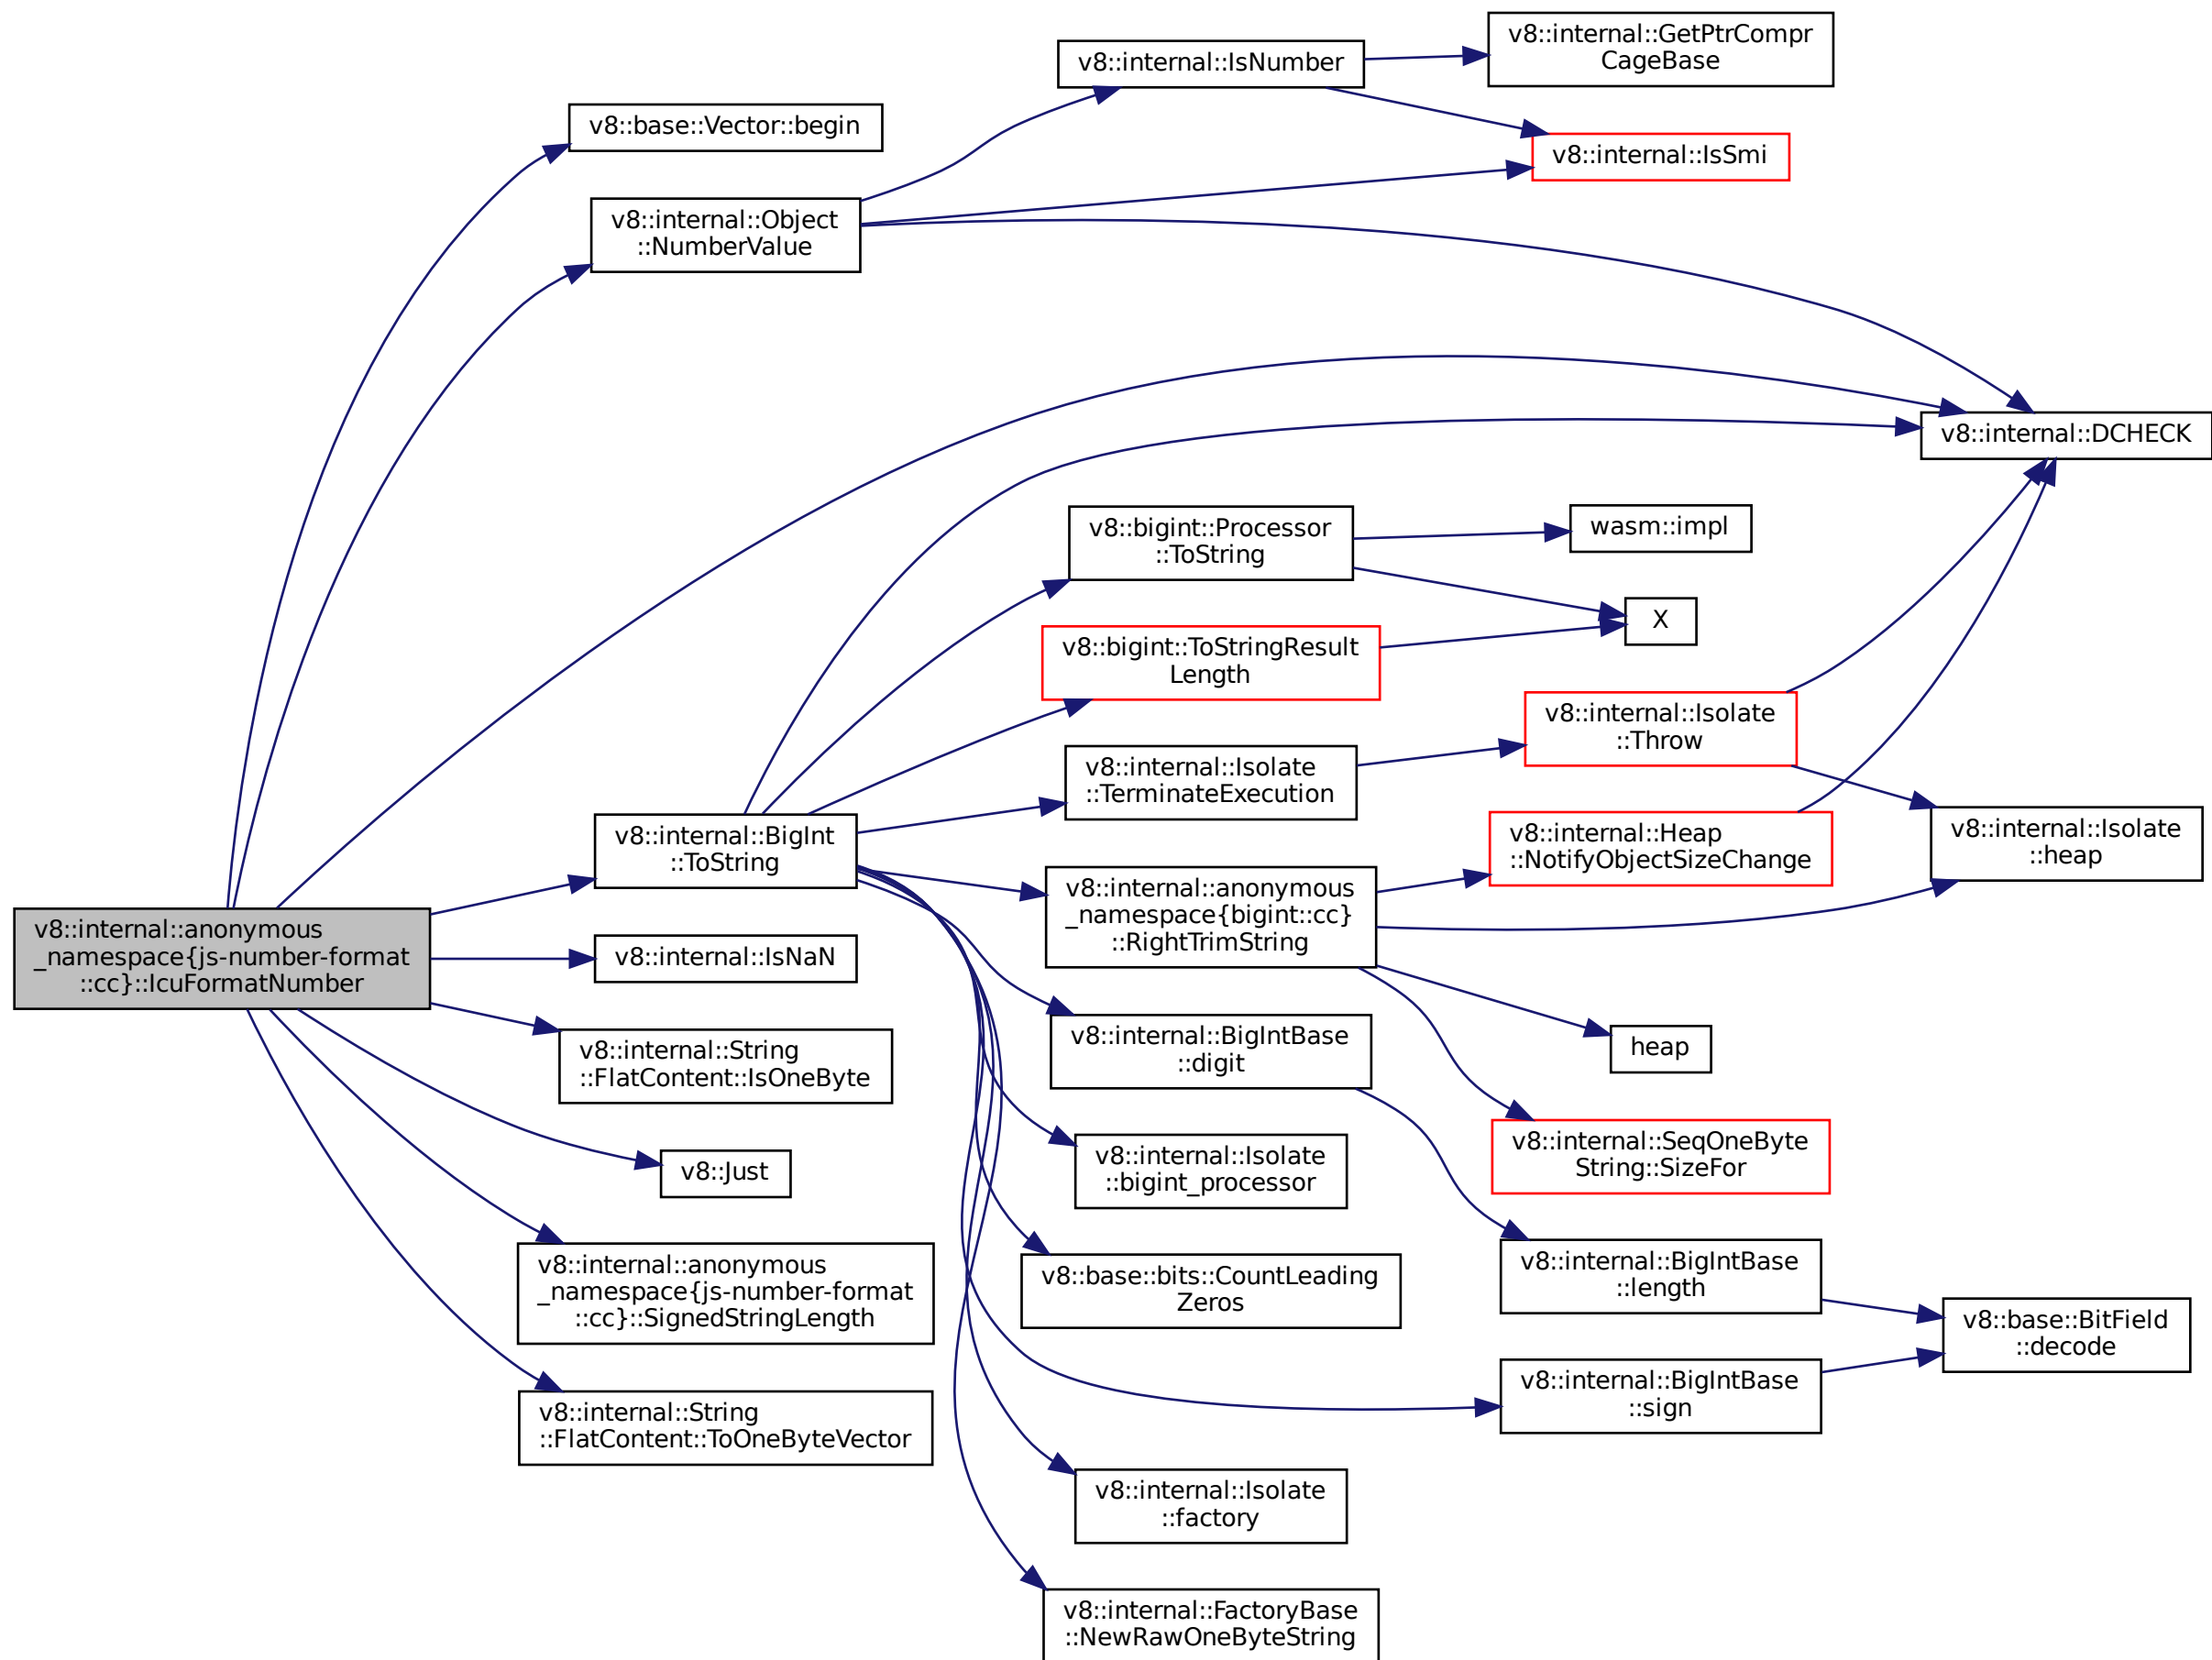 v8::internal::anonymous
_namespace{js-number-format
::cc}::IcuFormatNumber
v8::base::Vector::begin
v8::internal::Object
::NumberValue
v8::internal::BigInt
::ToString
v8::internal::IsNaN
v8::internal::String
::FlatContent::IsOneByte
v8::Just
v8::internal::anonymous
_namespace{js-number-format
::cc}::SignedStringLength
v8::internal::String
::FlatContent::ToOneByteVector
v8::internal::IsNumber
v8::bigint::Processor
::ToString
v8::bigint::ToStringResult
Length
v8::internal::Isolate
::TerminateExecution
v8::internal::anonymous
_namespace{bigint::cc}
::RightTrimString
v8::internal::BigIntBase
::digit
v8::internal::Isolate
::bigint_processor
v8::base::bits::CountLeading
Zeros
v8::internal::Isolate
::factory
v8::internal::FactoryBase
::NewRawOneByteString
v8::internal::GetPtrCompr
CageBase
v8::internal::IsSmi
wasm::impl
X
v8::internal::Isolate
::Throw
v8::internal::Heap
::NotifyObjectSizeChange
heap
v8::internal::SeqOneByte
String::SizeFor
v8::internal::BigIntBase
::length
v8::internal::BigIntBase
::sign
v8::internal::DCHECK
v8::internal::Isolate
::heap
v8::base::BitField
::decode